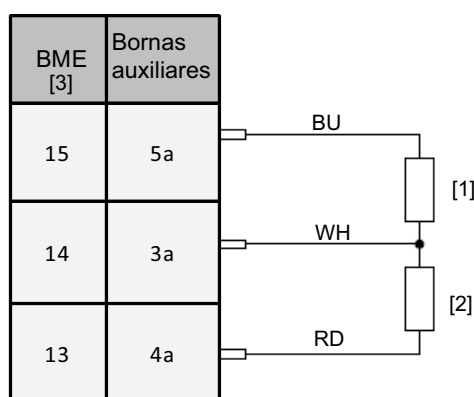 BME
[3]
Bornas
auxiliares
15
5a
BU
[1]
14
3a
WH
[2]
13
4a
RD